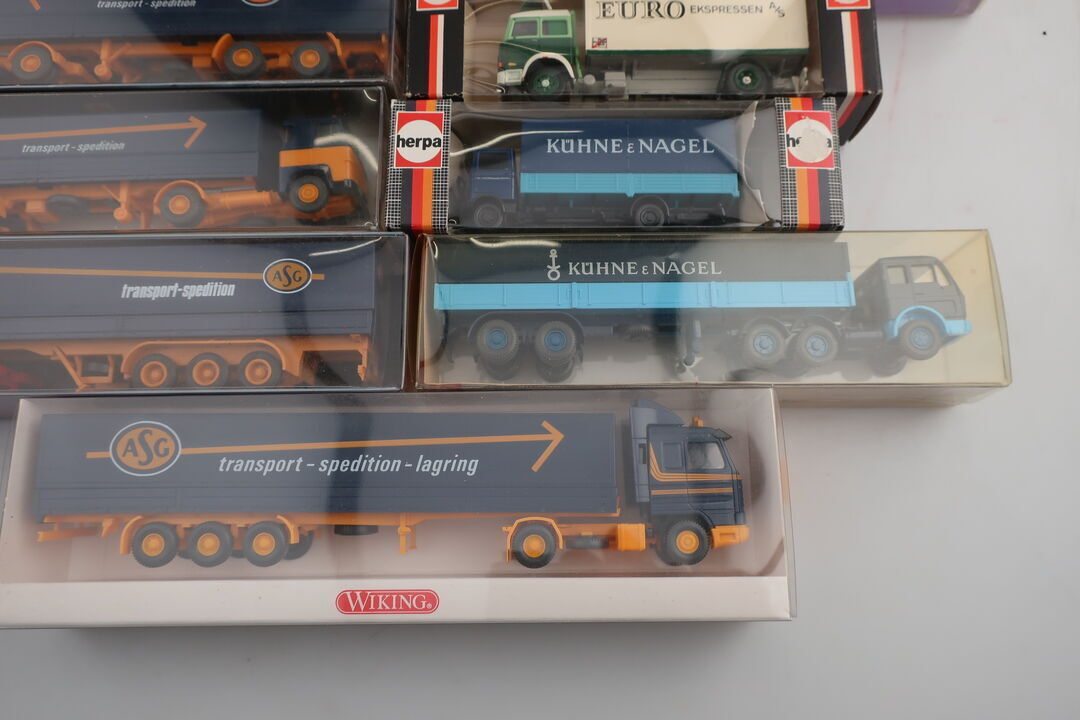 transport - spedition
EURO EKSPRESSEN A/S
transport - spedition
herpa
KÜHNE & NAGEL
ASG
transport-spedition
KÜHNE & NAGEL
ASG
transport - spedition - lagring
WIKING®